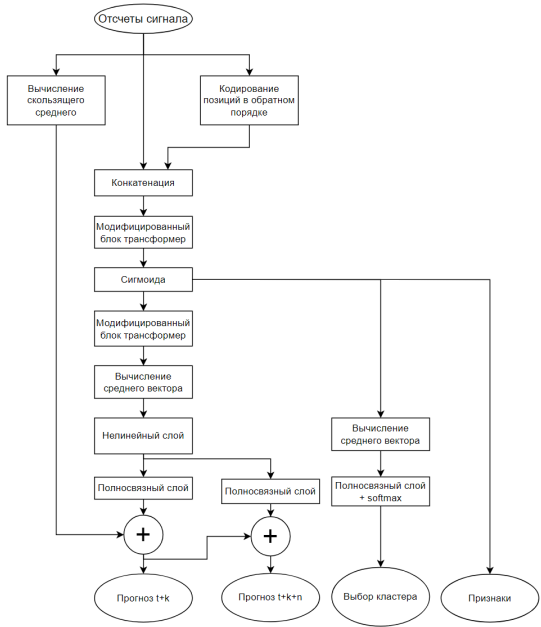 Отсчеты сигнала
Вычисление
скользящего
среднего
Кодирование
позиций в обратном
порядке
Конкатенация
Модифицированный
блок трансформер
Сигмоида
Модифицированный
блок трансформер
Вычисление
среднего вектора
Нелинейный слой
Вычисление
среднего вектора
Полносвязный слой
Полносвязный слой
Полносвязный слой
+ softmax
+
+
Прогноз t+k
Прогноз t+k+n
Выбор кластера
Признаки